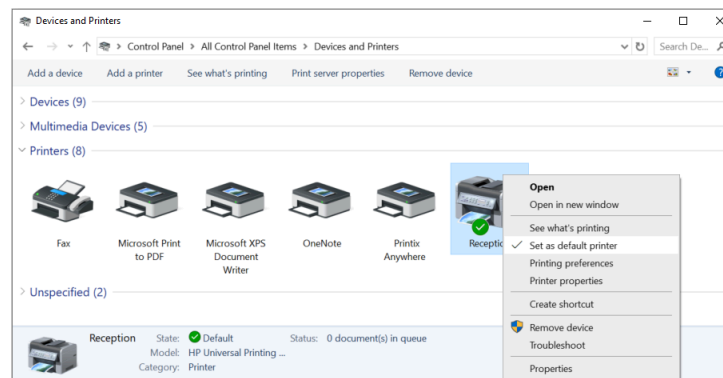 Devices and Printers
Control Panel > All Control Panel Items > Devices and Printers
Search De...
Add a device Add a printer See what's printing Print server properties Remove device
Devices (9)
Multimedia Devices (5)
Printers (8)
Fax
Microsoft Print
to PDF
Microsoft XPS
Document
Writer
OneNote
Printix
Anywhere
Receptio
Open
Open in new window
See what's printing
Set as default printer
Printing preferences
Printer properties
Create shortcut
Remove device
Troubleshoot
Properties
Unspecified (2)
Reception State: Default Status: 0 document(s) in queue
Model: HP Universal Printing ...
Category: Printer